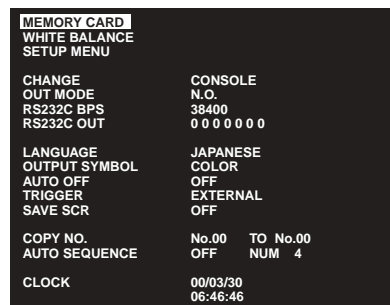 MEMORY CARD
WHITE BALANCE
SETUP MENU
CHANGE CONSOLE
OUT MODE N.O.
RS232C BPS 38400
RS232C OUT 0 0 0 0 0 0 0
LANGUAGE JAPANESE
OUTPUT SYMBOL COLOR
AUTO OFF OFF
TRIGGER EXTERNAL
SAVE SCR OFF
COPY NO. No.00 TO No.00
AUTO SEQUENCE OFF NUM 4
CLOCK 00/03/30
06:46:46